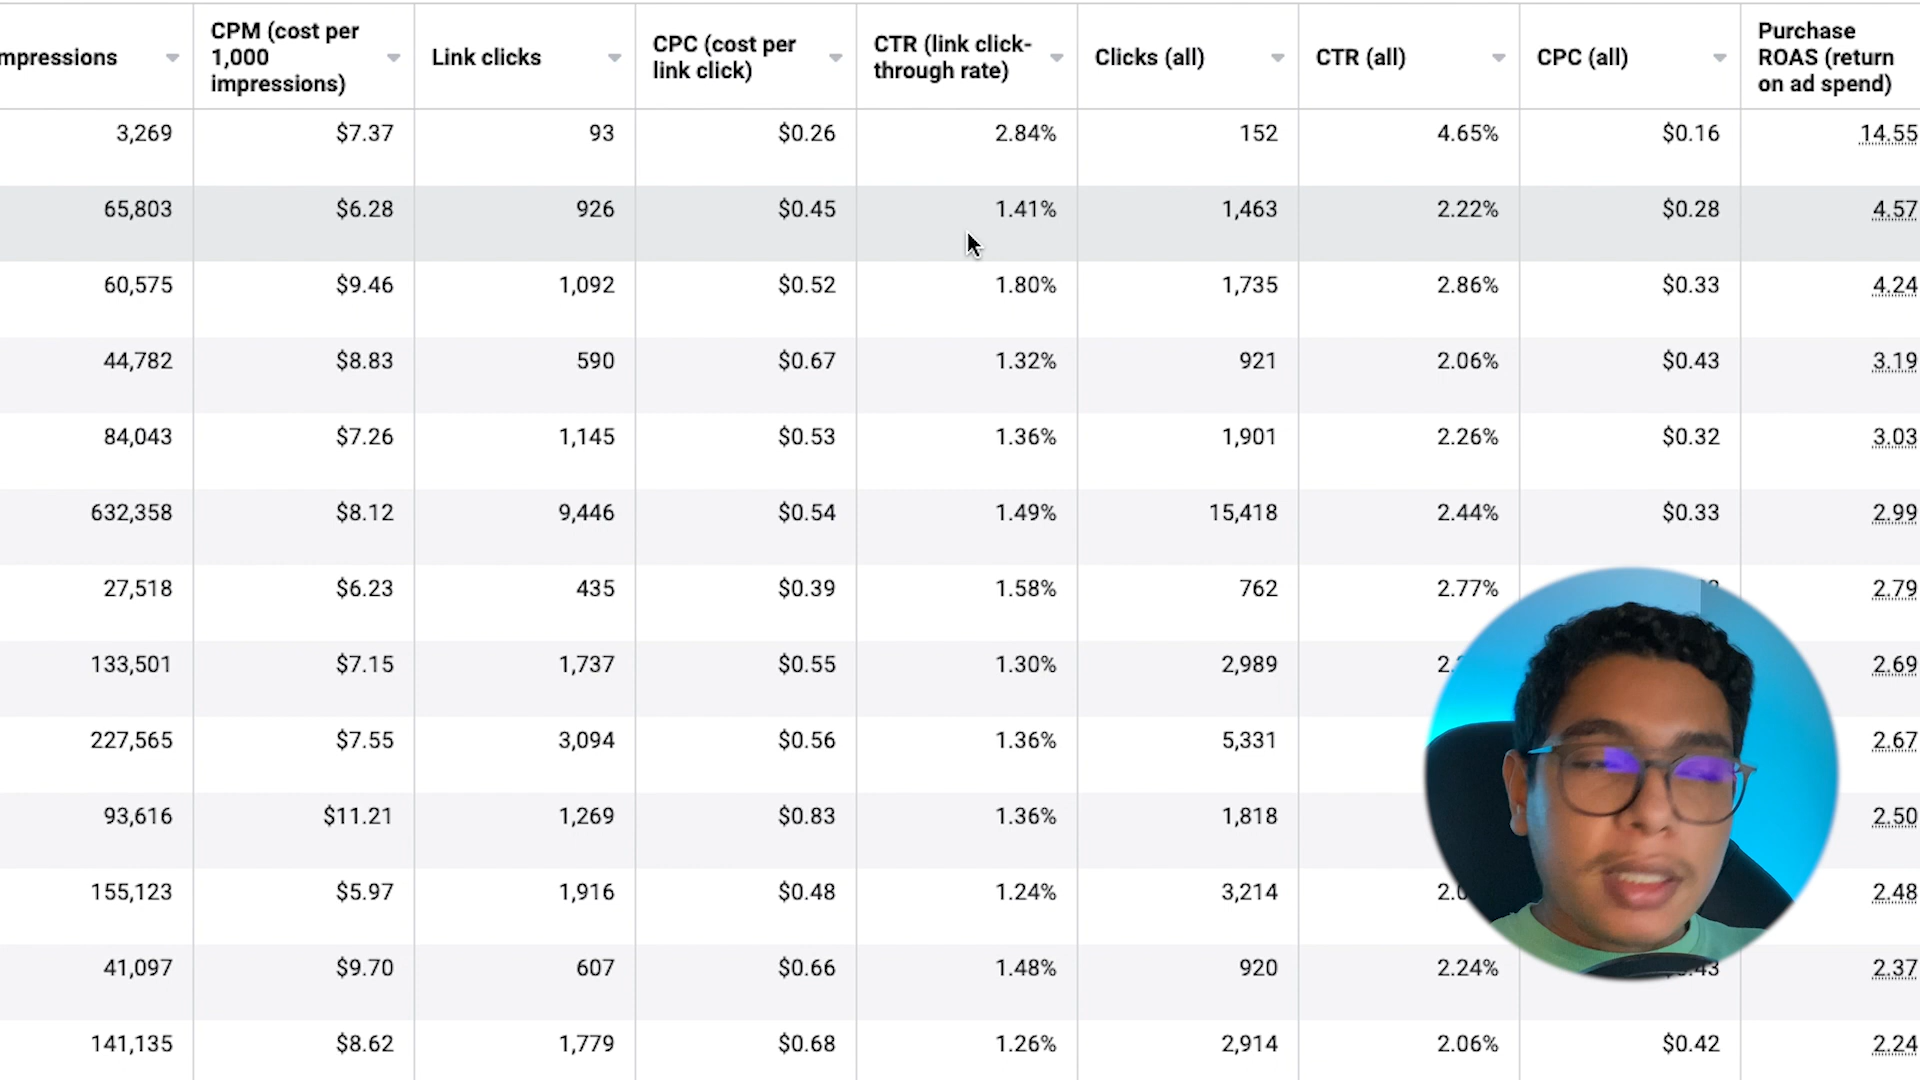 mpressions
CPM (cost per
1,000
impressions)
Link clicks
CPC (cost per
link click)
CTR (link click-
through rate)
Clicks (all)
CTR (all)
CPC (all)
Purchase
ROAS (return
on ad spend)
3,269 $7.37 93 $0.26 2.84% 152 4.65% $0.16 14.55
65,803 $6.28 926 $0.45 1.41% 1,463 2.22% $0.28 4.57
60,575 $9.46 1,092 $0.52 1.80% 1,735 2.86% $0.33 4.24
44,782 $8.83 590 $0.67 1.32% 921 2.06% $0.43 3.19
84,043 $7.26 1,145 $0.53 1.36% 1,901 2.26% $0.32 3.03
632,358 $8.12 9,446 $0.54 1.49% 15,418 2.44% $0.33 2.99
27,518 $6.23 435 $0.39 1.58% 762 2.77% 2.79
133,501 $7.15 1,737 $0.55 1.30% 2,989 2.69
227,565 $7.55 3,094 $0.56 1.36% 5,331 2.67
93,616 $11.21 1,269 $0.83 1.36% 1,818 2.50
155,123 $5.97 1,916 $0.48 1.24% 3,214 2.48
41,097 $9.70 607 $0.66 1.48% 920 2.24% 2.37
141,135 $8.62 1,779 $0.68 1.26% 2,914 2.06% $0.42 2.24